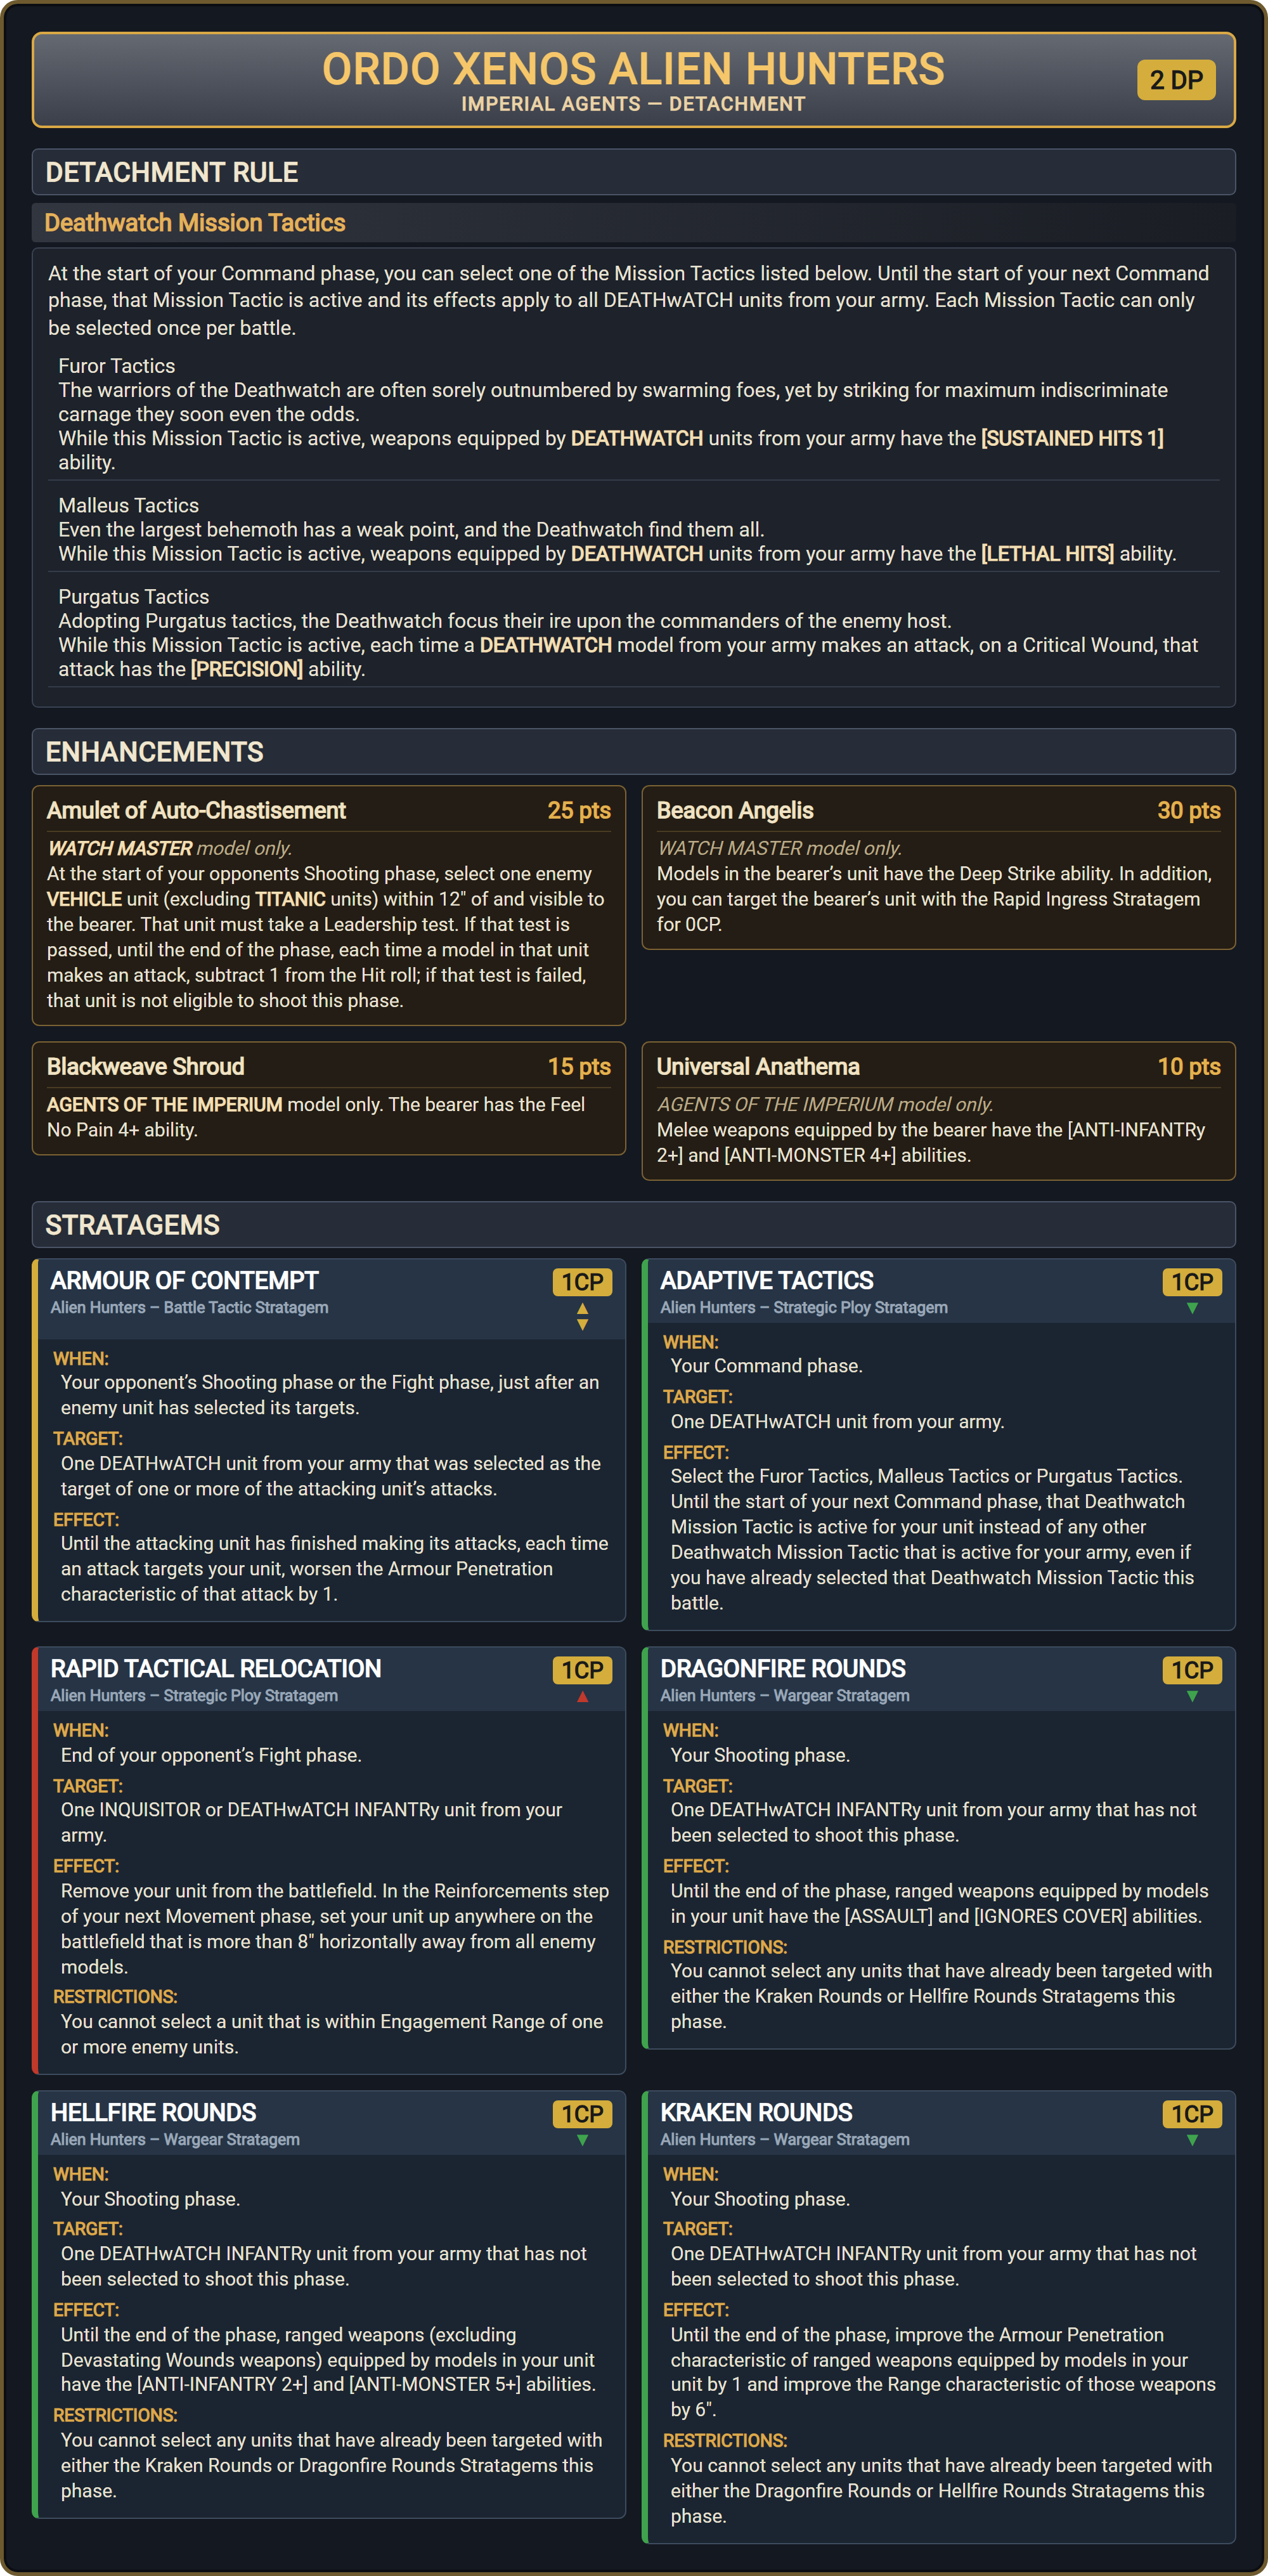 ORDO XENOS ALIEN HUNTERS
IMPERIAL AGENTS — DETACHMENT
2 DP
DETACHMENT RULE
Deathwatch Mission Tactics
At the start of your Command phase, you can select one of the Mission Tactics listed below. Until the start of your next Command
phase, that Mission Tactic is active and its effects apply to all DEATHwATCH units from your army. Each Mission Tactic can only
be selected once per battle.
Furor Tactics
The warriors of the Deathwatch are often sorely outnumbered by swarming foes, yet by striking for maximum indiscriminate
carnage they soon even the odds.
While this Mission Tactic is active, weapons equipped by DEATHWATCH units from your army have the [SUSTAINED HITS 1]
ability.
Malleus Tactics
Even the largest behemoth has a weak point, and the Deathwatch find them all.
While this Mission Tactic is active, weapons equipped by DEATHWATCH units from your army have the [LETHAL HITS] ability.
Purgatus Tactics
Adopting Purgatus tactics, the Deathwatch focus their ire upon the commanders of the enemy host.
While this Mission Tactic is active, each time a DEATHWATCH model from your army makes an attack, on a Critical Wound, that
attack has the [PRECISION] ability.
ENHANCEMENTS
Amulet of Auto-Chastisement 25 pts
WATCH MASTER model only.
At the start of your opponents Shooting phase, select one enemy
VEHICLE unit (excluding TITANIC units) within 12" of and visible to
the bearer. That unit must take a Leadership test. If that test is
passed, until the end of the phase, each time a model in that unit
makes an attack, subtract 1 from the Hit roll; if that test is failed,
that unit is not eligible to shoot this phase.
Beacon Angelis 30 pts
WATCH MASTER model only.
Models in the bearer’s unit have the Deep Strike ability. In addition,
you can target the bearer’s unit with the Rapid Ingress Stratagem
for 0CP.
Blackweave Shroud 15 pts
AGENTS OF THE IMPERIUM model only. The bearer has the Feel
No Pain 4+ ability.
Universal Anathema 10 pts
AGENTS OF THE IMPERIUM model only.
Melee weapons equipped by the bearer have the [ANTI-INFANTRy
2+] and [ANTI-MONSTER 4+] abilities.
STRATAGEMS
ARMOUR OF CONTEMPT 1CP
Alien Hunters – Battle Tactic Stratagem
▲
▼
WHEN:
Your opponent’s Shooting phase or the Fight phase, just after an
enemy unit has selected its targets.
TARGET:
One DEATHwATCH unit from your army that was selected as the
target of one or more of the attacking unit’s attacks.
EFFECT:
Until the attacking unit has finished making its attacks, each time
an attack targets your unit, worsen the Armour Penetration
characteristic of that attack by 1.
ADAPTIVE TACTICS 1CP
Alien Hunters – Strategic Ploy Stratagem ▼
WHEN:
Your Command phase.
TARGET:
One DEATHwATCH unit from your army.
EFFECT:
Select the Furor Tactics, Malleus Tactics or Purgatus Tactics.
Until the start of your next Command phase, that Deathwatch
Mission Tactic is active for your unit instead of any other
Deathwatch Mission Tactic that is active for your army, even if
you have already selected that Deathwatch Mission Tactic this
battle.
RAPID TACTICAL RELOCATION 1CP
Alien Hunters – Strategic Ploy Stratagem ▲
WHEN:
End of your opponent’s Fight phase.
TARGET:
One INQUISITOR or DEATHwATCH INFANTRy unit from your
army.
EFFECT:
Remove your unit from the battlefield. In the Reinforcements step
of your next Movement phase, set your unit up anywhere on the
battlefield that is more than 8" horizontally away from all enemy
models.
RESTRICTIONS:
You cannot select a unit that is within Engagement Range of one
or more enemy units.
DRAGONFIRE ROUNDS 1CP
Alien Hunters – Wargear Stratagem ▼
WHEN:
Your Shooting phase.
TARGET:
One DEATHwATCH INFANTRy unit from your army that has not
been selected to shoot this phase.
EFFECT:
Until the end of the phase, ranged weapons equipped by models
in your unit have the [ASSAULT] and [IGNORES COVER] abilities.
RESTRICTIONS:
You cannot select any units that have already been targeted with
either the Kraken Rounds or Hellfire Rounds Stratagems this
phase.
HELLFIRE ROUNDS 1CP
Alien Hunters – Wargear Stratagem ▼
WHEN:
Your Shooting phase.
TARGET:
One DEATHwATCH INFANTRy unit from your army that has not
been selected to shoot this phase.
EFFECT:
Until the end of the phase, ranged weapons (excluding
Devastating Wounds weapons) equipped by models in your unit
have the [ANTI-INFANTRY 2+] and [ANTI-MONSTER 5+] abilities.
RESTRICTIONS:
You cannot select any units that have already been targeted with
either the Kraken Rounds or Dragonfire Rounds Stratagems this
phase.
KRAKEN ROUNDS 1CP
Alien Hunters – Wargear Stratagem ▼
WHEN:
Your Shooting phase.
TARGET:
One DEATHwATCH INFANTRy unit from your army that has not
been selected to shoot this phase.
EFFECT:
Until the end of the phase, improve the Armour Penetration
characteristic of ranged weapons equipped by models in your
unit by 1 and improve the Range characteristic of those weapons
by 6".
RESTRICTIONS:
You cannot select any units that have already been targeted with
either the Dragonfire Rounds or Hellfire Rounds Stratagems this
phase.